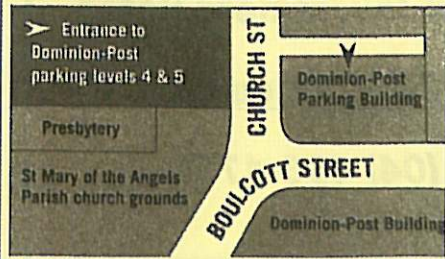 Entrance to
Dominion-Post
parking levels 4 & 5
CHURCH ST
Dominion-Post
Parking Building
Presbytery
St Mary of the Angels
Parish church grounds
BOULCOTT STREET
Dominion-Post Building